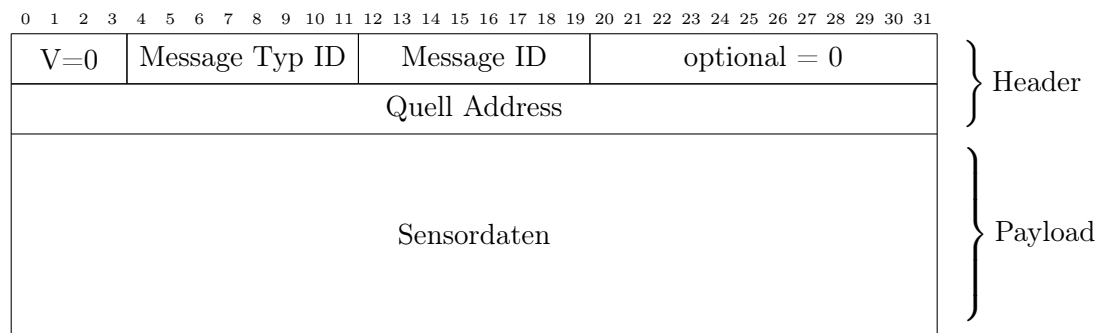 0 1 2 3 4 5 6 7 8 9 10 11 12 13 14 15 16 17 18 19 20 21 22 23 24 25 26 27 28 29 30 31
V=0 Message Typ ID Message ID optional = 0
Header
Quell Address
Sensordaten
Payload